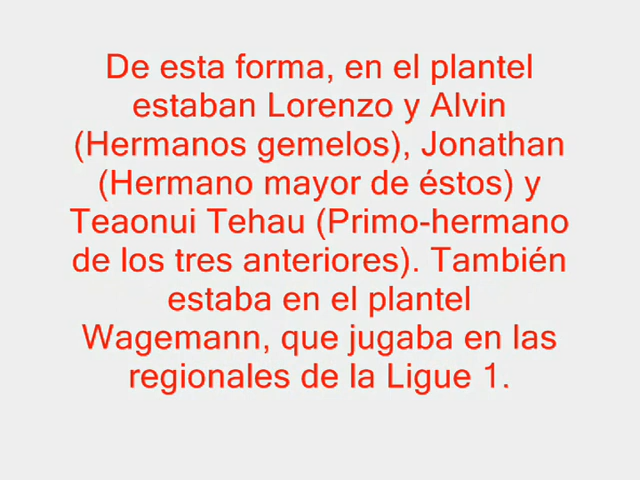 De esta forma, en el plantel
estaban Lorenzo y Alvin
(Hermanos gemelos), Jonathan
(Hermano mayor de éstos) y
Teaonui Tehau (Primo-hermano
de los tres anteriores). También
estaba en el plantel
Wagemann, que jugaba en las
regionales de la Ligue 1.